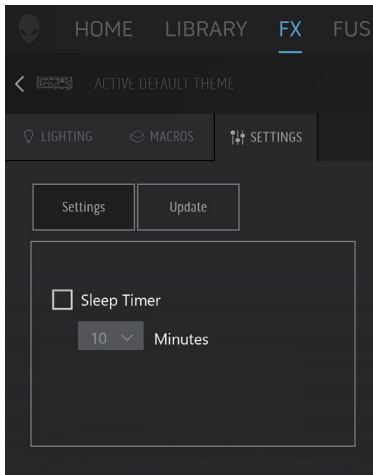 HOME LIBRARY FX FUS
ACTIVE DEFAULT THEME
LIGHTING MACROS SETTINGS
Settings Update
Sleep Timer
10 Minutes